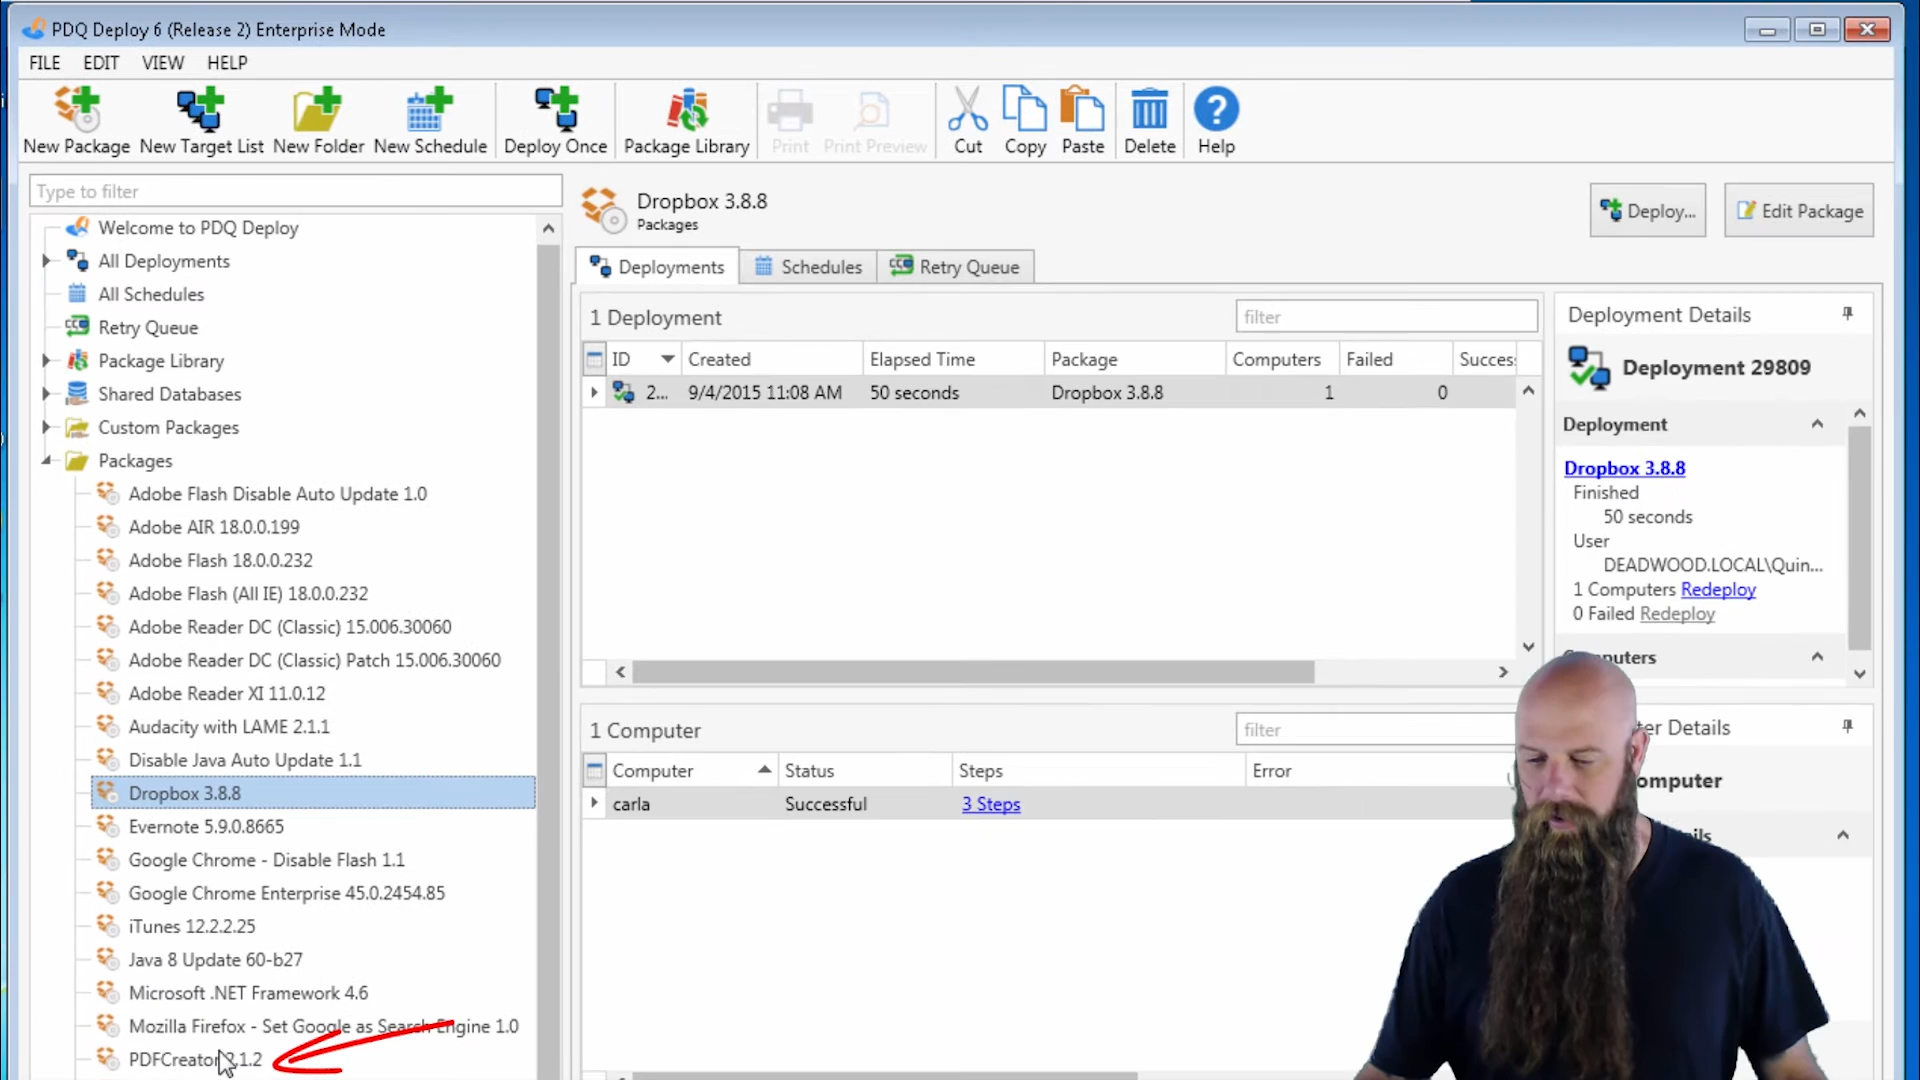 PDQ Deploy 6 (Release 2) Enterprise Mode
FILE EDIT VIEW HELP
New Package New Target List New Folder New Schedule Deploy Once Package Library Print Print Preview Cut Copy Paste Delete Help
Type to filter
Welcome to PDQ Deploy
All Deployments
All Schedules
Retry Queue
Package Library
Shared Databases
Custom Packages
Packages
Adobe Flash Disable Auto Update 1.0
Adobe AIR 18.0.0.199
Adobe Flash 18.0.0.232
Adobe Flash (All IE) 18.0.0.232
Adobe Reader DC (Classic) 15.006.30060
Adobe Reader DC (Classic) Patch 15.006.30060
Adobe Reader XI 11.0.12
Audacity with LAME 2.1.1
Disable Java Auto Update 1.1
Dropbox 3.8.8
Evernote 5.9.0.8665
Google Chrome - Disable Flash 1.1
Google Chrome Enterprise 45.0.2454.85
iTunes 12.2.2.25
Java 8 Update 60-b27
Microsoft .NET Framework 4.6
Mozilla Firefox - Set Google as Search Engine 1.0
PDFCreator 2.1.2
Dropbox 3.8.8
Packages
Deploy... Edit Package
Deployments Schedules Retry Queue
1 Deployment filter
ID Created Elapsed Time Package Computers Failed Success
2... 9/4/2015 11:08 AM 50 seconds Dropbox 3.8.8 1 0
1 Computer filter
Computer Status Steps Error
carla Successful 3 Steps
Deployment Details
Deployment 29809
Deployment
Dropbox 3.8.8
Finished
50 seconds
User
DEADWOOD.LOCAL\Quin...
1 Computers Redeploy
0 Failed Redeploy